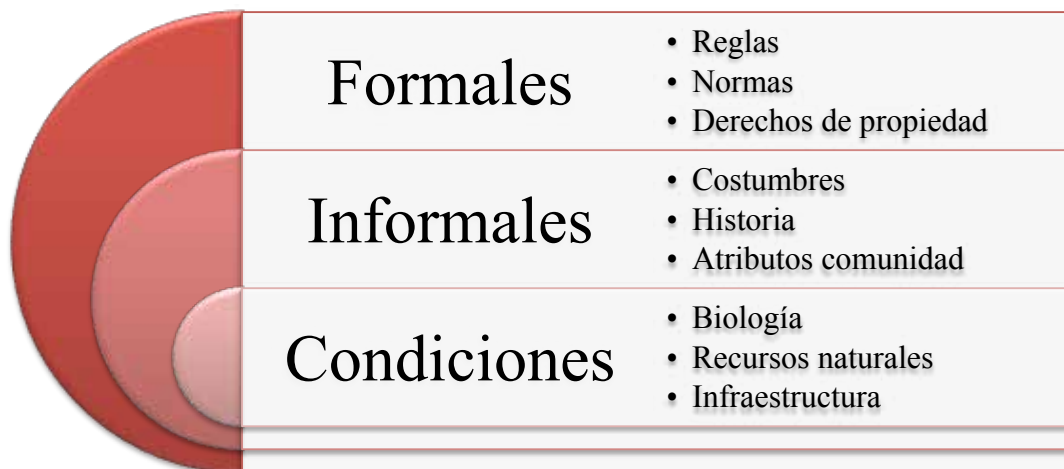 Formales
• Reglas
• Normas
• Derechos de propiedad
Informales
• Costumbres
• Historia
• Atributos comunidad
Condiciones
• Biología
• Recursos naturales
• Infraestructura